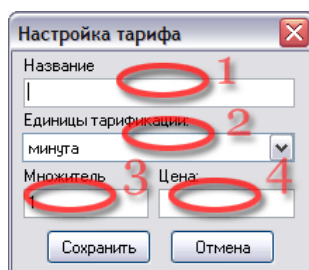 Настройка тарифа
Название 1
Единицы тарификации: 2
минута
Множитель 3 Цена: 4
1
Сохранить Отмена